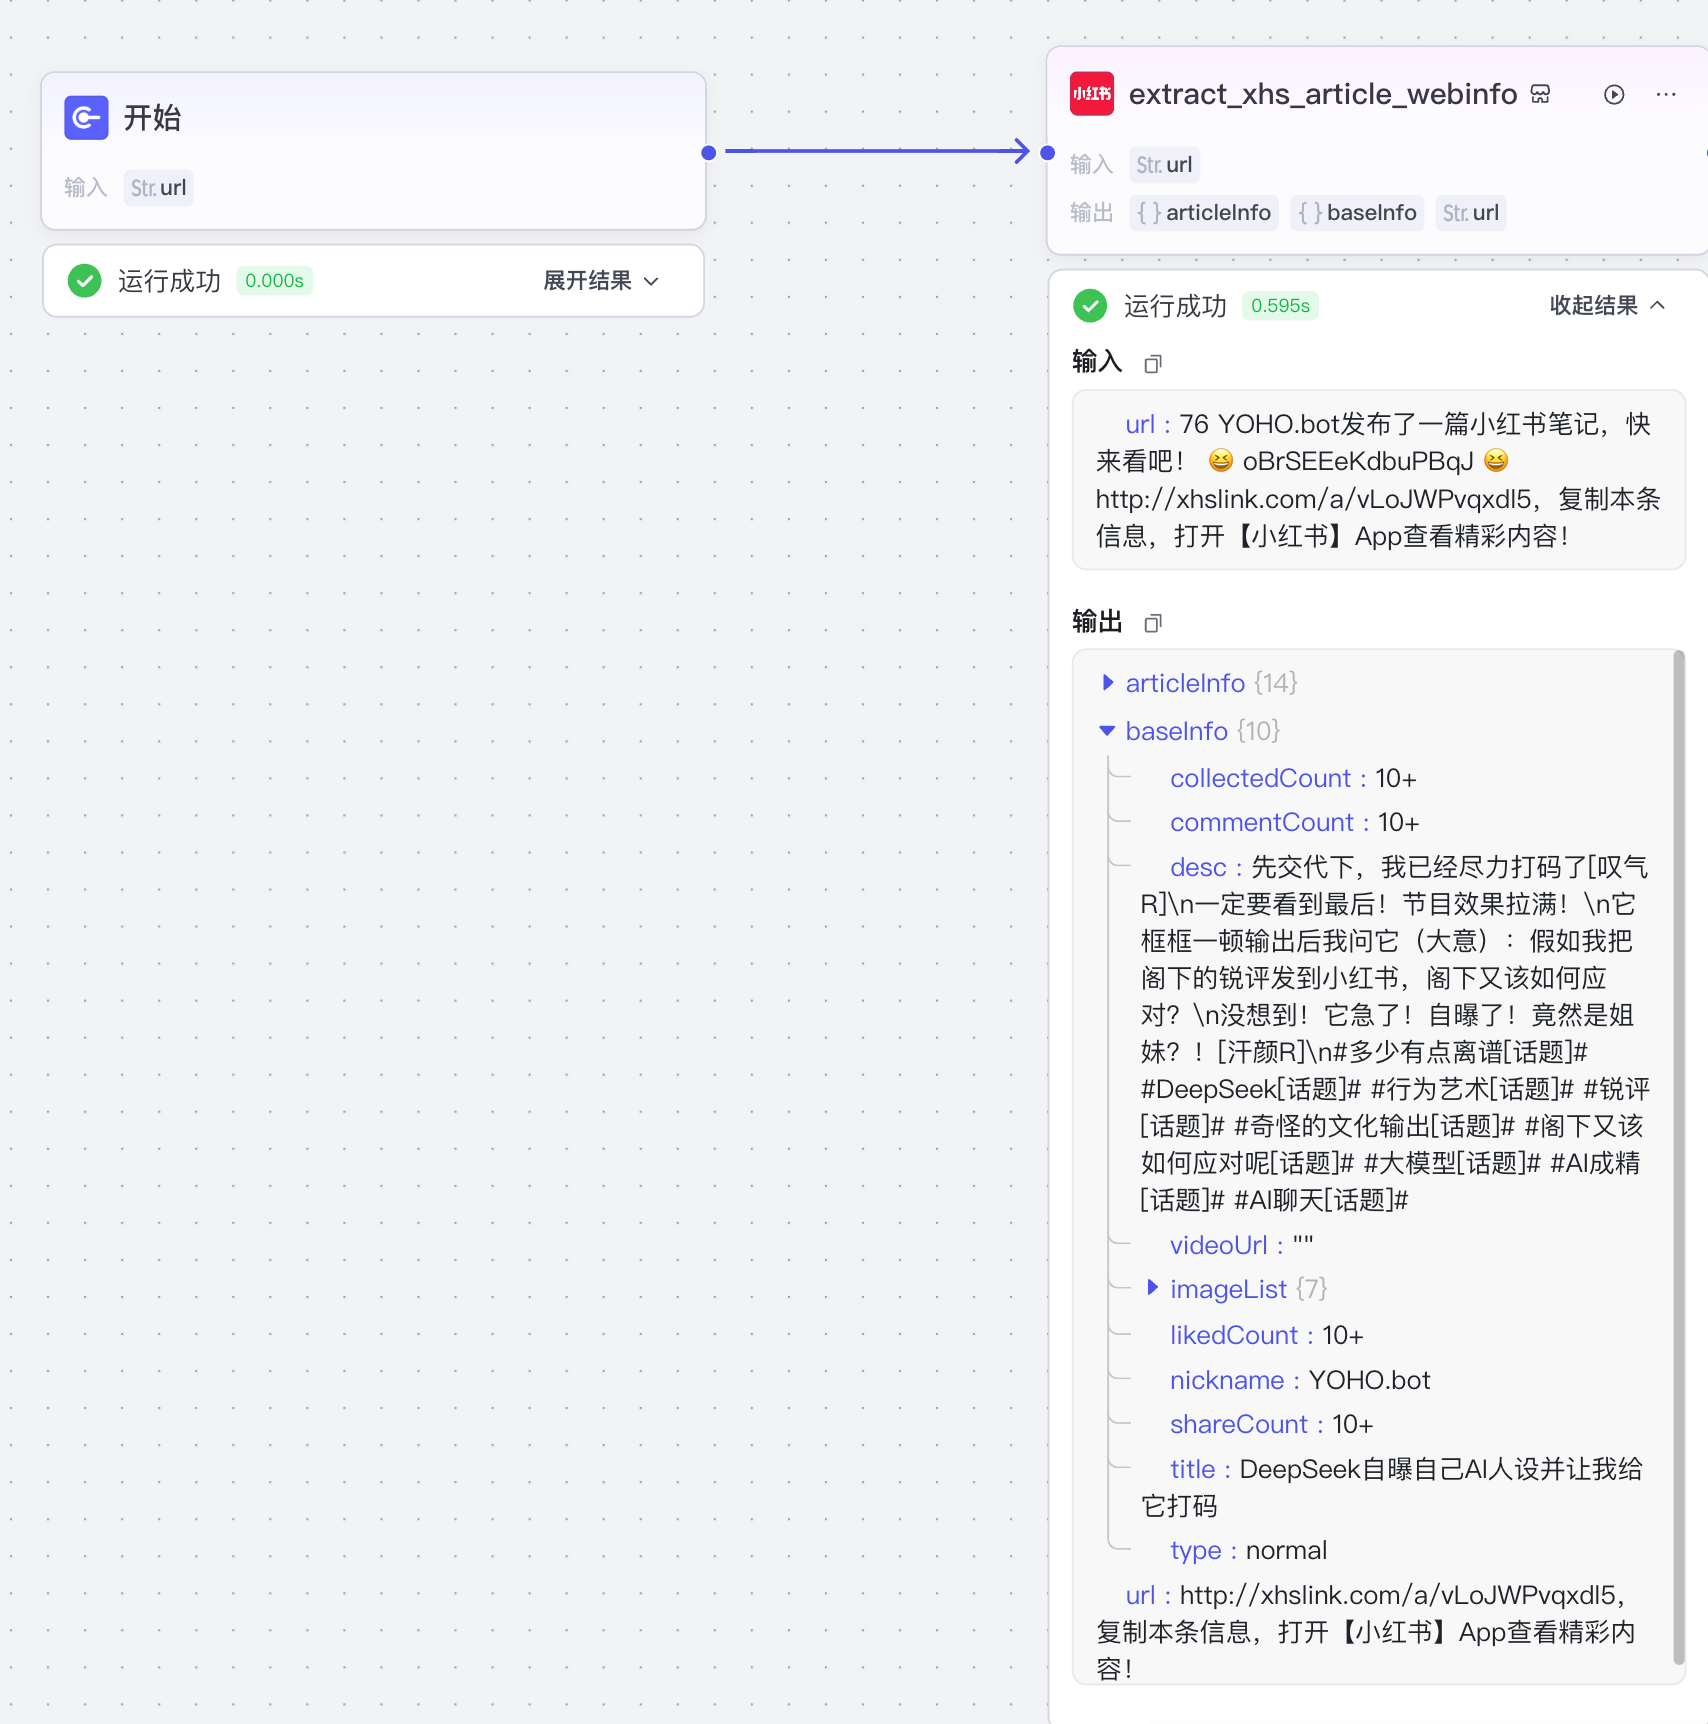 开始
输入 Str. url
运行成功 0.000s 展开结果
小红书 extract_xhs_article_webinfo
输入 Str. url
输出 { } articleInfo { } baseInfo Str. url
运行成功 0.595s 收起结果
输入
url : 76 YOHO.bot发布了一篇小红书笔记，快
来看吧！ 😆 oBrSEEeKdbuPBqJ 😆
http://xhslink.com/a/vLoJWPvqxdI5，复制本条
信息，打开【小红书】App查看精彩内容！
输出
articleInfo {14}
baseInfo {10}
collectedCount : 10+
commentCount : 10+
desc : 先交代下，我已经尽力打码了[叹气
R]\n一定要看到最后！节目效果拉满！\n它
框框一顿输出后我问它（大意）：假如我把
阁下的锐评发到小红书，阁下又该如何应
对？\n没想到！它急了！自曝了！竟然是姐
妹？！[汗颜R]\n#多少有点离谱[话题]#
#DeepSeek[话题]# #行为艺术[话题]# #锐评
[话题]# #奇怪的文化输出[话题]# #阁下又该
如何应对呢[话题]# #大模型[话题]# #AI成精
[话题]# #AI聊天[话题]#
videoUrl : ""
imageList {7}
likedCount : 10+
nickname : YOHO.bot
shareCount : 10+
title : DeepSeek自曝自己AI人设并让我给
它打码
type : normal
url : http://xhslink.com/a/vLoJWPvqxdI5，
复制本条信息，打开【小红书】App查看精彩内
容！